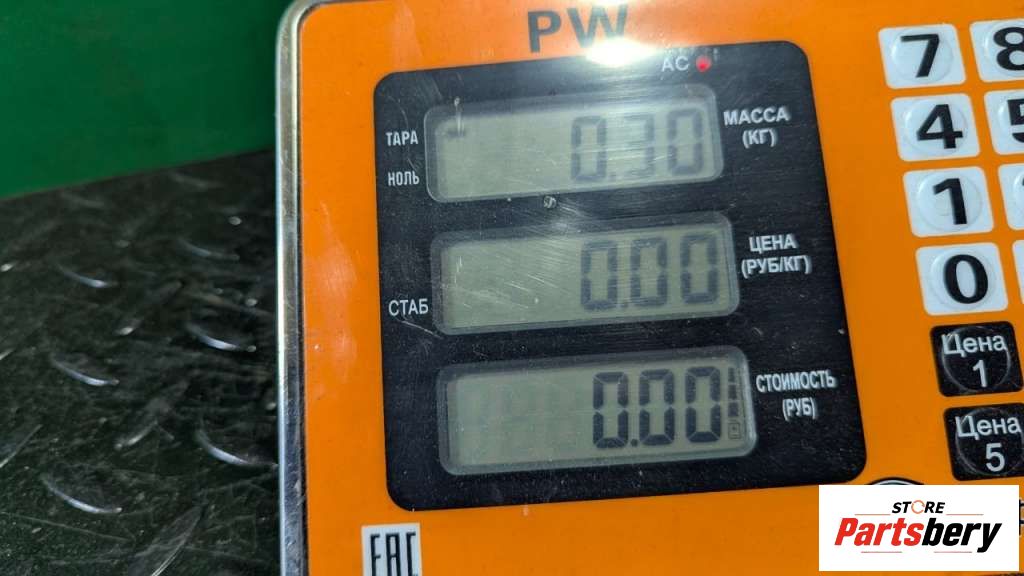 PW
AC
ТАРА
НОЛЬ
0.30
МАССА
(КГ)
СТАБ
0.00
ЦЕНА
(РУБ/КГ)
0.00
СТОИМОСТЬ
(РУБ)
7 8
4 5
1
0
Цена
1
Цена
5
EAC
STORE
Partsbery